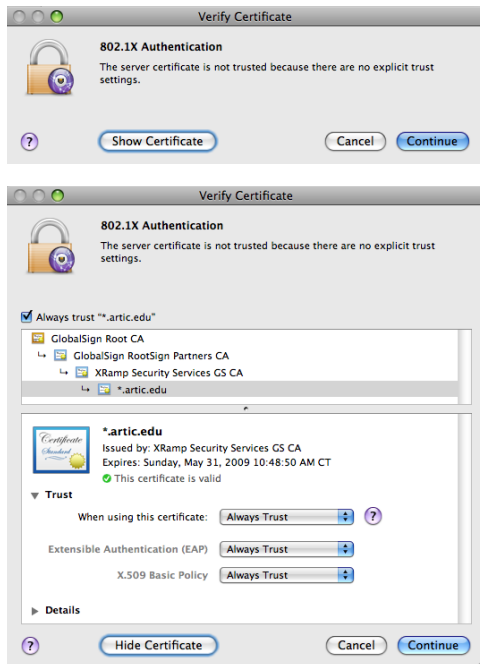 Verify Certificate
802.1X Authentication
The server certificate is not trusted because there are no explicit trust
settings.
?
Show Certificate
Cancel
Continue
Verify Certificate
802.1X Authentication
The server certificate is not trusted because there are no explicit trust
settings.
Always trust "*.artic.edu"
GlobalSign Root CA
GlobalSign RootSign Partners CA
XRamp Security Services GS CA
*.artic.edu
Certificate
Standard
*.artic.edu
Issued by: XRamp Security Services GS CA
Expires: Sunday, May 31, 2009 10:48:50 AM CT
This certificate is valid
Trust
When using this certificate: Always Trust ?
Extensible Authentication (EAP) Always Trust
X.509 Basic Policy Always Trust
Details
?
Hide Certificate
Cancel
Continue